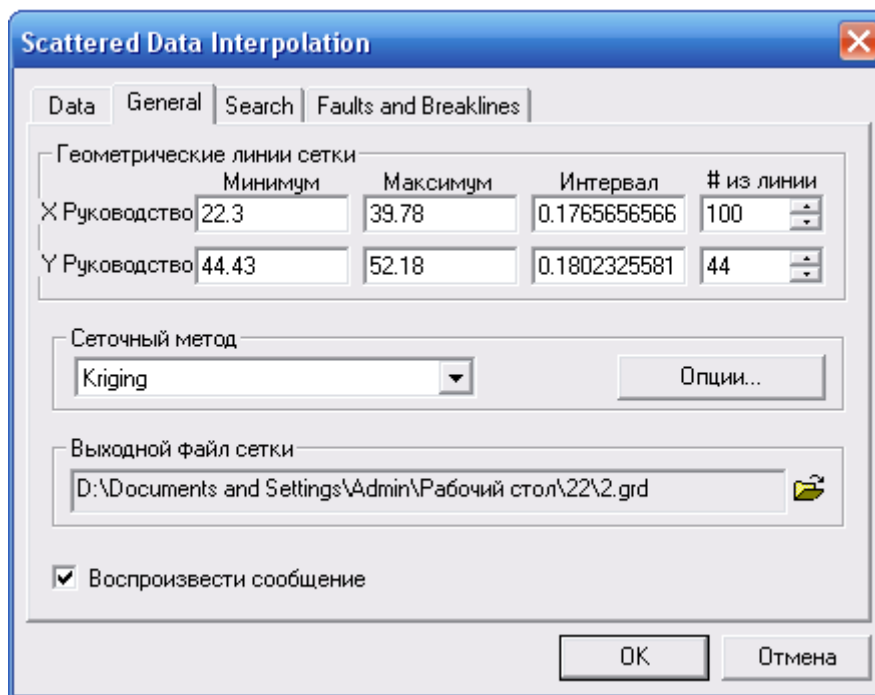 Scattered Data Interpolation
Data General Search Faults and Breaklines
Геометрические линии сетки
Минимум Максимум Интервал # из линии
X Руководство 22.3 39.78 0.1765656566 100
Y Руководство 44.43 52.18 0.1802325581 44
Сеточный метод
Kriging Опции...
Выходной файл сетки
D:\Documents and Settings\Admin\Рабочий стол\22\2.grd
Воспроизвести сообщение
OK Отмена